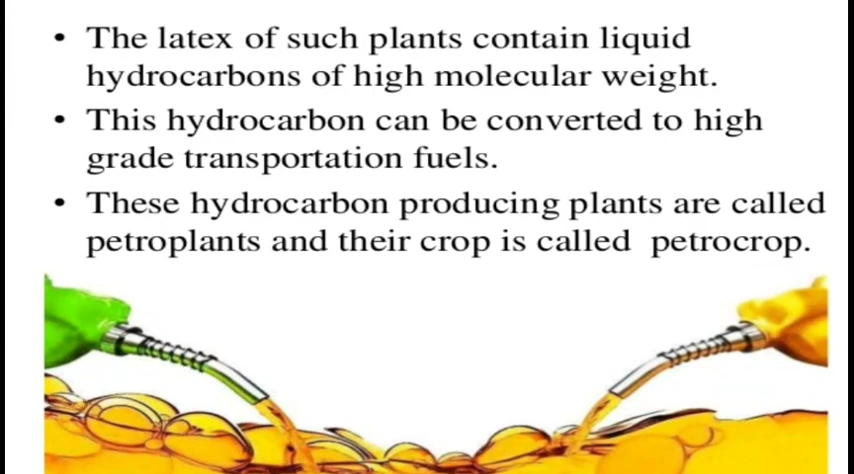 • The latex of such plants contain liquid
hydrocarbons of high molecular weight.
• This hydrocarbon can be converted to high
grade transportation fuels.
• These hydrocarbon producing plants are called
petroplants and their crop is called petrocrop.